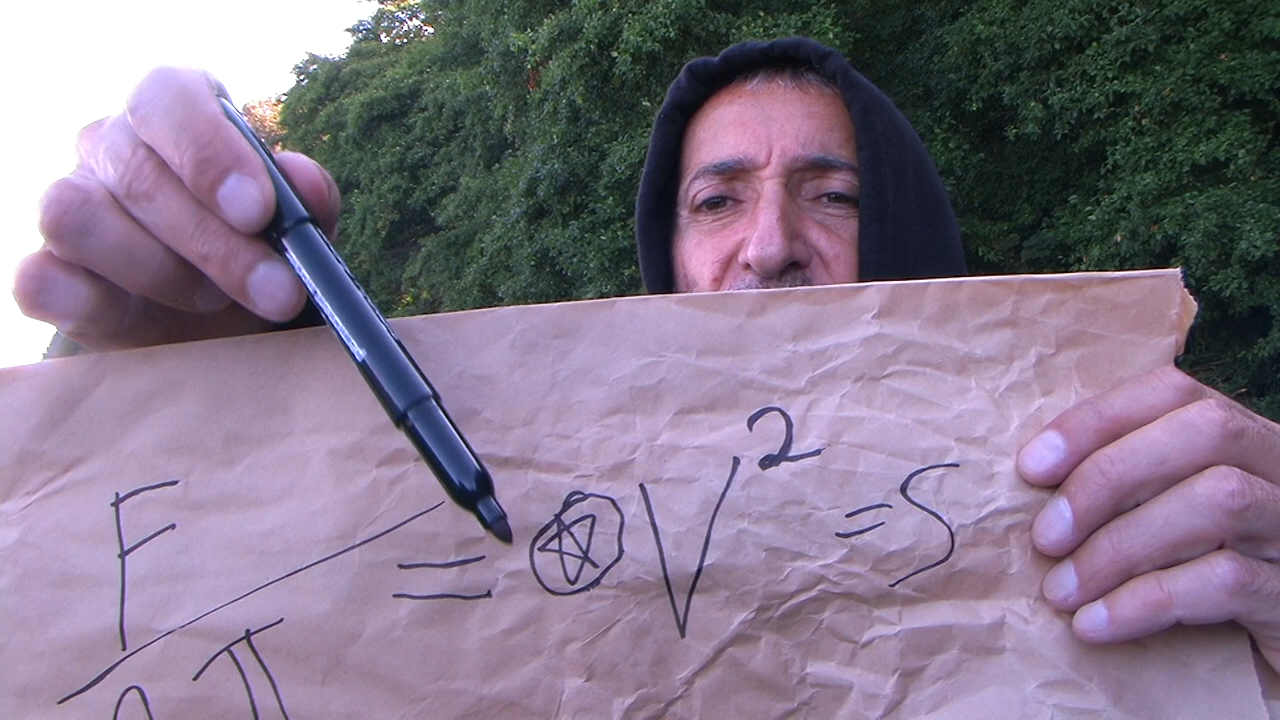 F = ⍟ V² = S
π